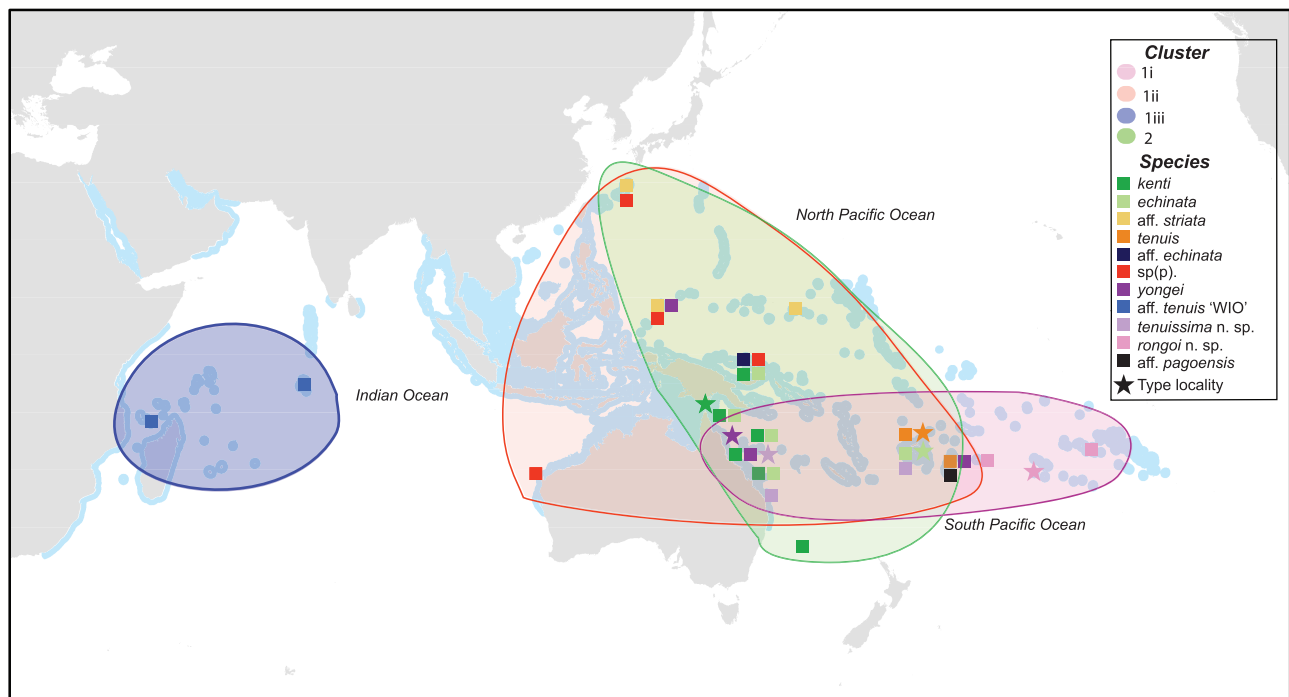 Cluster
1i
1ii
1iii
2
Species
kenti
echinata
aff. striata
tenuis
aff. echinata
sp(p).
yongei
aff. tenuis ‘WIO’
tenuissima n. sp.
rongoi n. sp.
aff. pagoensis
Type locality
North Pacific Ocean
Indian Ocean
South Pacific Ocean